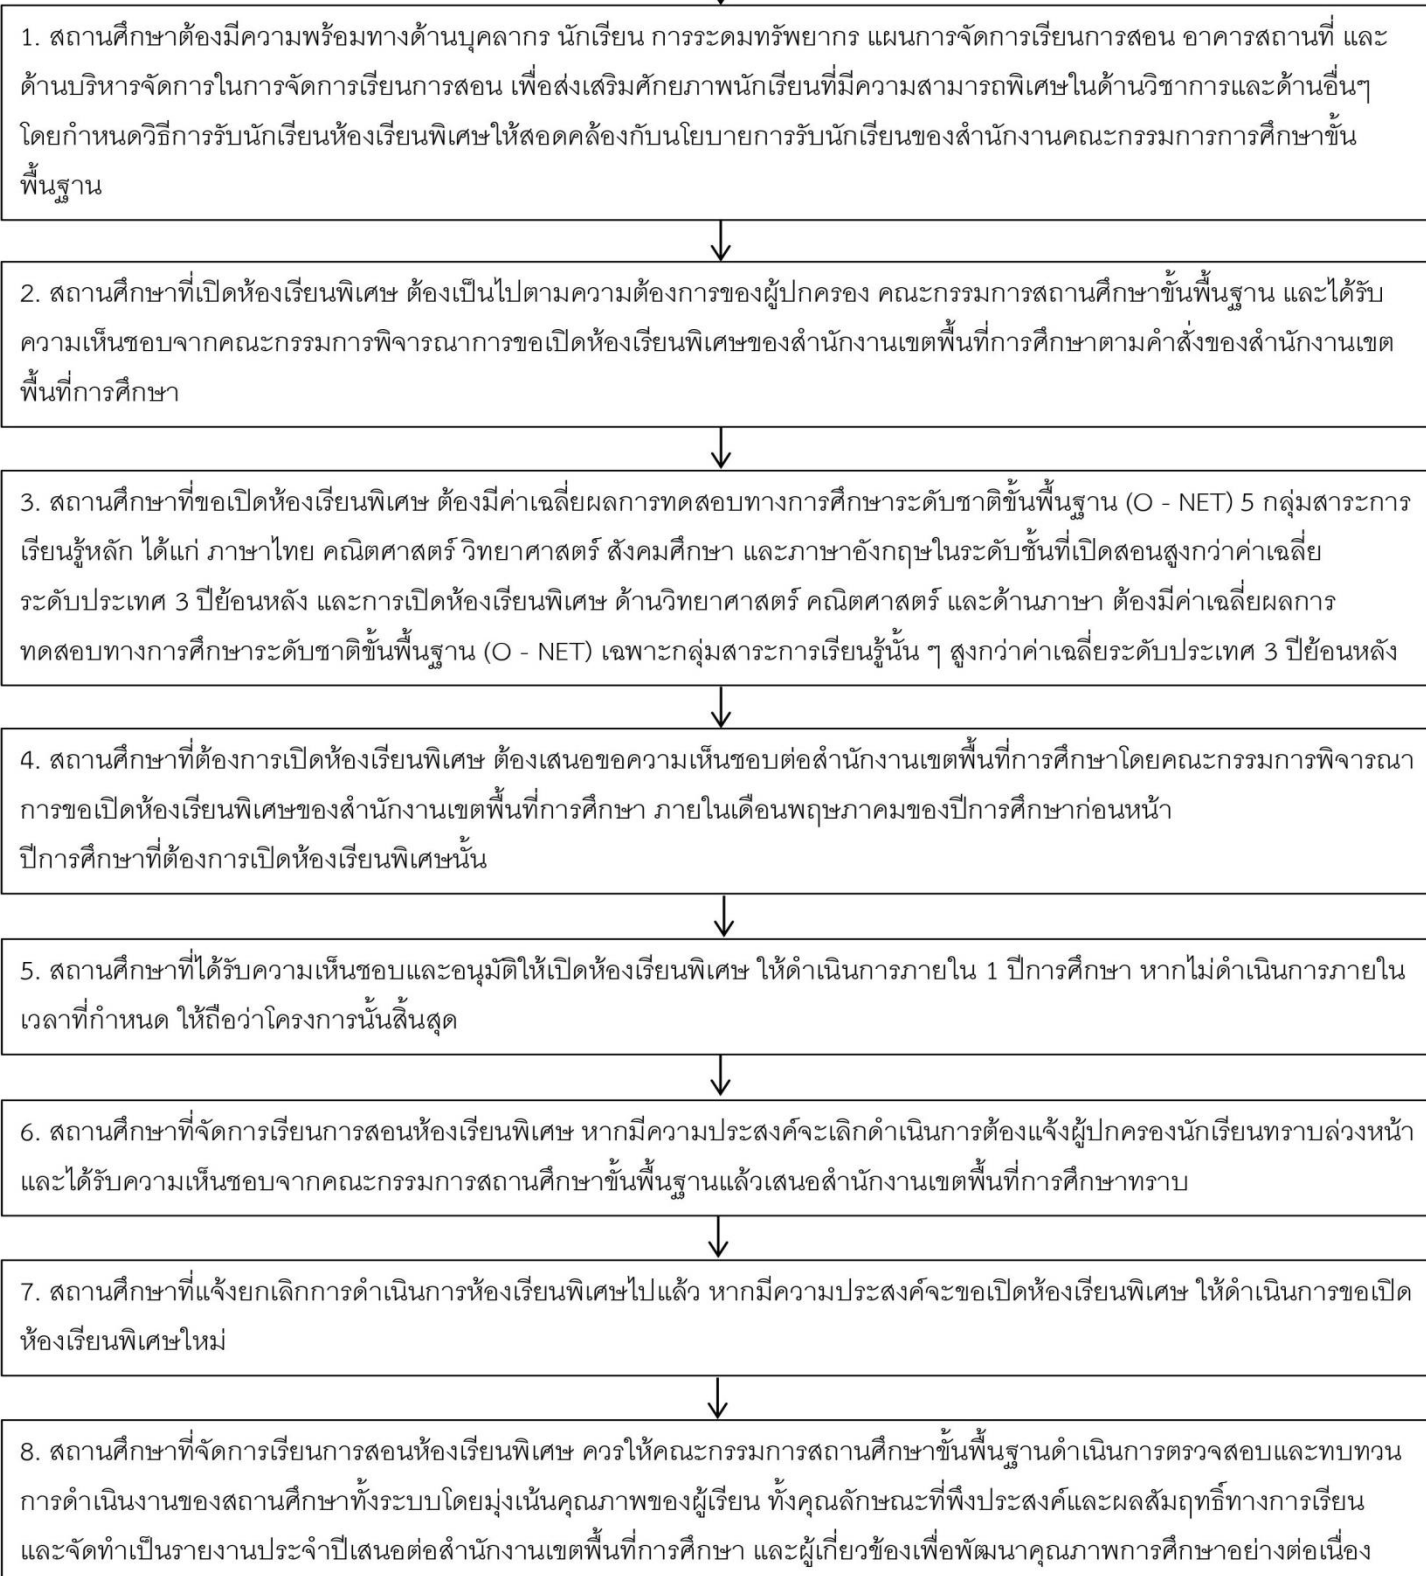 1. สถานศึกษาต้องมีความพร้อมทางด้านบุคลากร นักเรียน การระดมทรัพยากร แผนการจัดการเรียนการสอน อาคารสถานที่ และ
ด้านบริหารจัดการในการจัดการเรียนการสอน เพื่อส่งเสริมศักยภาพนักเรียนที่มีความสามารถพิเศษในด้านวิชาการและด้านอื่นๆ
โดยกำหนดวิธีการรับนักเรียนห้องเรียนพิเศษให้สอดคล้องกับนโยบายการรับนักเรียนของสำนักงานคณะกรรมการการศึกษาขั้น
พื้นฐาน
2. สถานศึกษาที่เปิดห้องเรียนพิเศษ ต้องเป็นไปตามความต้องการของผู้ปกครอง คณะกรรมการสถานศึกษาขั้นพื้นฐาน และได้รับ
ความเห็นชอบจากคณะกรรมการพิจารณาการขอเปิดห้องเรียนพิเศษของสำนักงานเขตพื้นที่การศึกษาตามคำสั่งของสำนักงานเขต
พื้นที่การศึกษา
3. สถานศึกษาที่ขอเปิดห้องเรียนพิเศษ ต้องมีค่าเฉลี่ยผลการทดสอบทางการศึกษาระดับชาติขั้นพื้นฐาน (O - NET) 5 กลุ่มสาระการ
เรียนรู้หลัก ได้แก่ ภาษาไทย คณิตศาสตร์ วิทยาศาสตร์ สังคมศึกษา และภาษาอังกฤษในระดับชั้นที่เปิดสอนสูงกว่าค่าเฉลี่ย
ระดับประเทศ 3 ปีย้อนหลัง และการเปิดห้องเรียนพิเศษ ด้านวิทยาศาสตร์ คณิตศาสตร์ และด้านภาษา ต้องมีค่าเฉลี่ยผลการ
ทดสอบทางการศึกษาระดับชาติขั้นพื้นฐาน (O - NET) เฉพาะกลุ่มสาระการเรียนรู้นั้น ๆ สูงกว่าค่าเฉลี่ยระดับประเทศ 3 ปีย้อนหลัง
4. สถานศึกษาที่ต้องการเปิดห้องเรียนพิเศษ ต้องเสนอขอความเห็นชอบต่อสำนักงานเขตพื้นที่การศึกษาโดยคณะกรรมการพิจารณา
การขอเปิดห้องเรียนพิเศษของสำนักงานเขตพื้นที่การศึกษา ภายในเดือนพฤษภาคมของปีการศึกษาก่อนหน้า
ปีการศึกษาที่ต้องการเปิดห้องเรียนพิเศษนั้น
5. สถานศึกษาที่ได้รับความเห็นชอบและอนุมัติให้เปิดห้องเรียนพิเศษ ให้ดำเนินการภายใน 1 ปีการศึกษา หากไม่ดำเนินการภายใน
เวลาที่กำหนด ให้ถือว่าโครงการนั้นสิ้นสุด
6. สถานศึกษาที่จัดการเรียนการสอนห้องเรียนพิเศษ หากมีความประสงค์จะเลิกดำเนินการต้องแจ้งผู้ปกครองนักเรียนทราบล่วงหน้า
และได้รับความเห็นชอบจากคณะกรรมการสถานศึกษาขั้นพื้นฐานแล้วเสนอสำนักงานเขตพื้นที่การศึกษาทราบ
7. สถานศึกษาที่แจ้งยกเลิกการดำเนินการห้องเรียนพิเศษไปแล้ว หากมีความประสงค์จะขอเปิดห้องเรียนพิเศษ ให้ดำเนินการขอเปิด
ห้องเรียนพิเศษใหม่
8. สถานศึกษาที่จัดการเรียนการสอนห้องเรียนพิเศษ ควรให้คณะกรรมการสถานศึกษาขั้นพื้นฐานดำเนินการตรวจสอบและทบทวน
การดำเนินงานของสถานศึกษาทั้งระบบโดยมุ่งเน้นคุณภาพของผู้เรียน ทั้งคุณลักษณะที่พึงประสงค์และผลสัมฤทธิ์ทางการเรียน
และจัดทำเป็นรายงานประจำปีเสนอต่อสำนักงานเขตพื้นที่การศึกษา และผู้เกี่ยวข้องเพื่อพัฒนาคุณภาพการศึกษาอย่างต่อเนื่อง